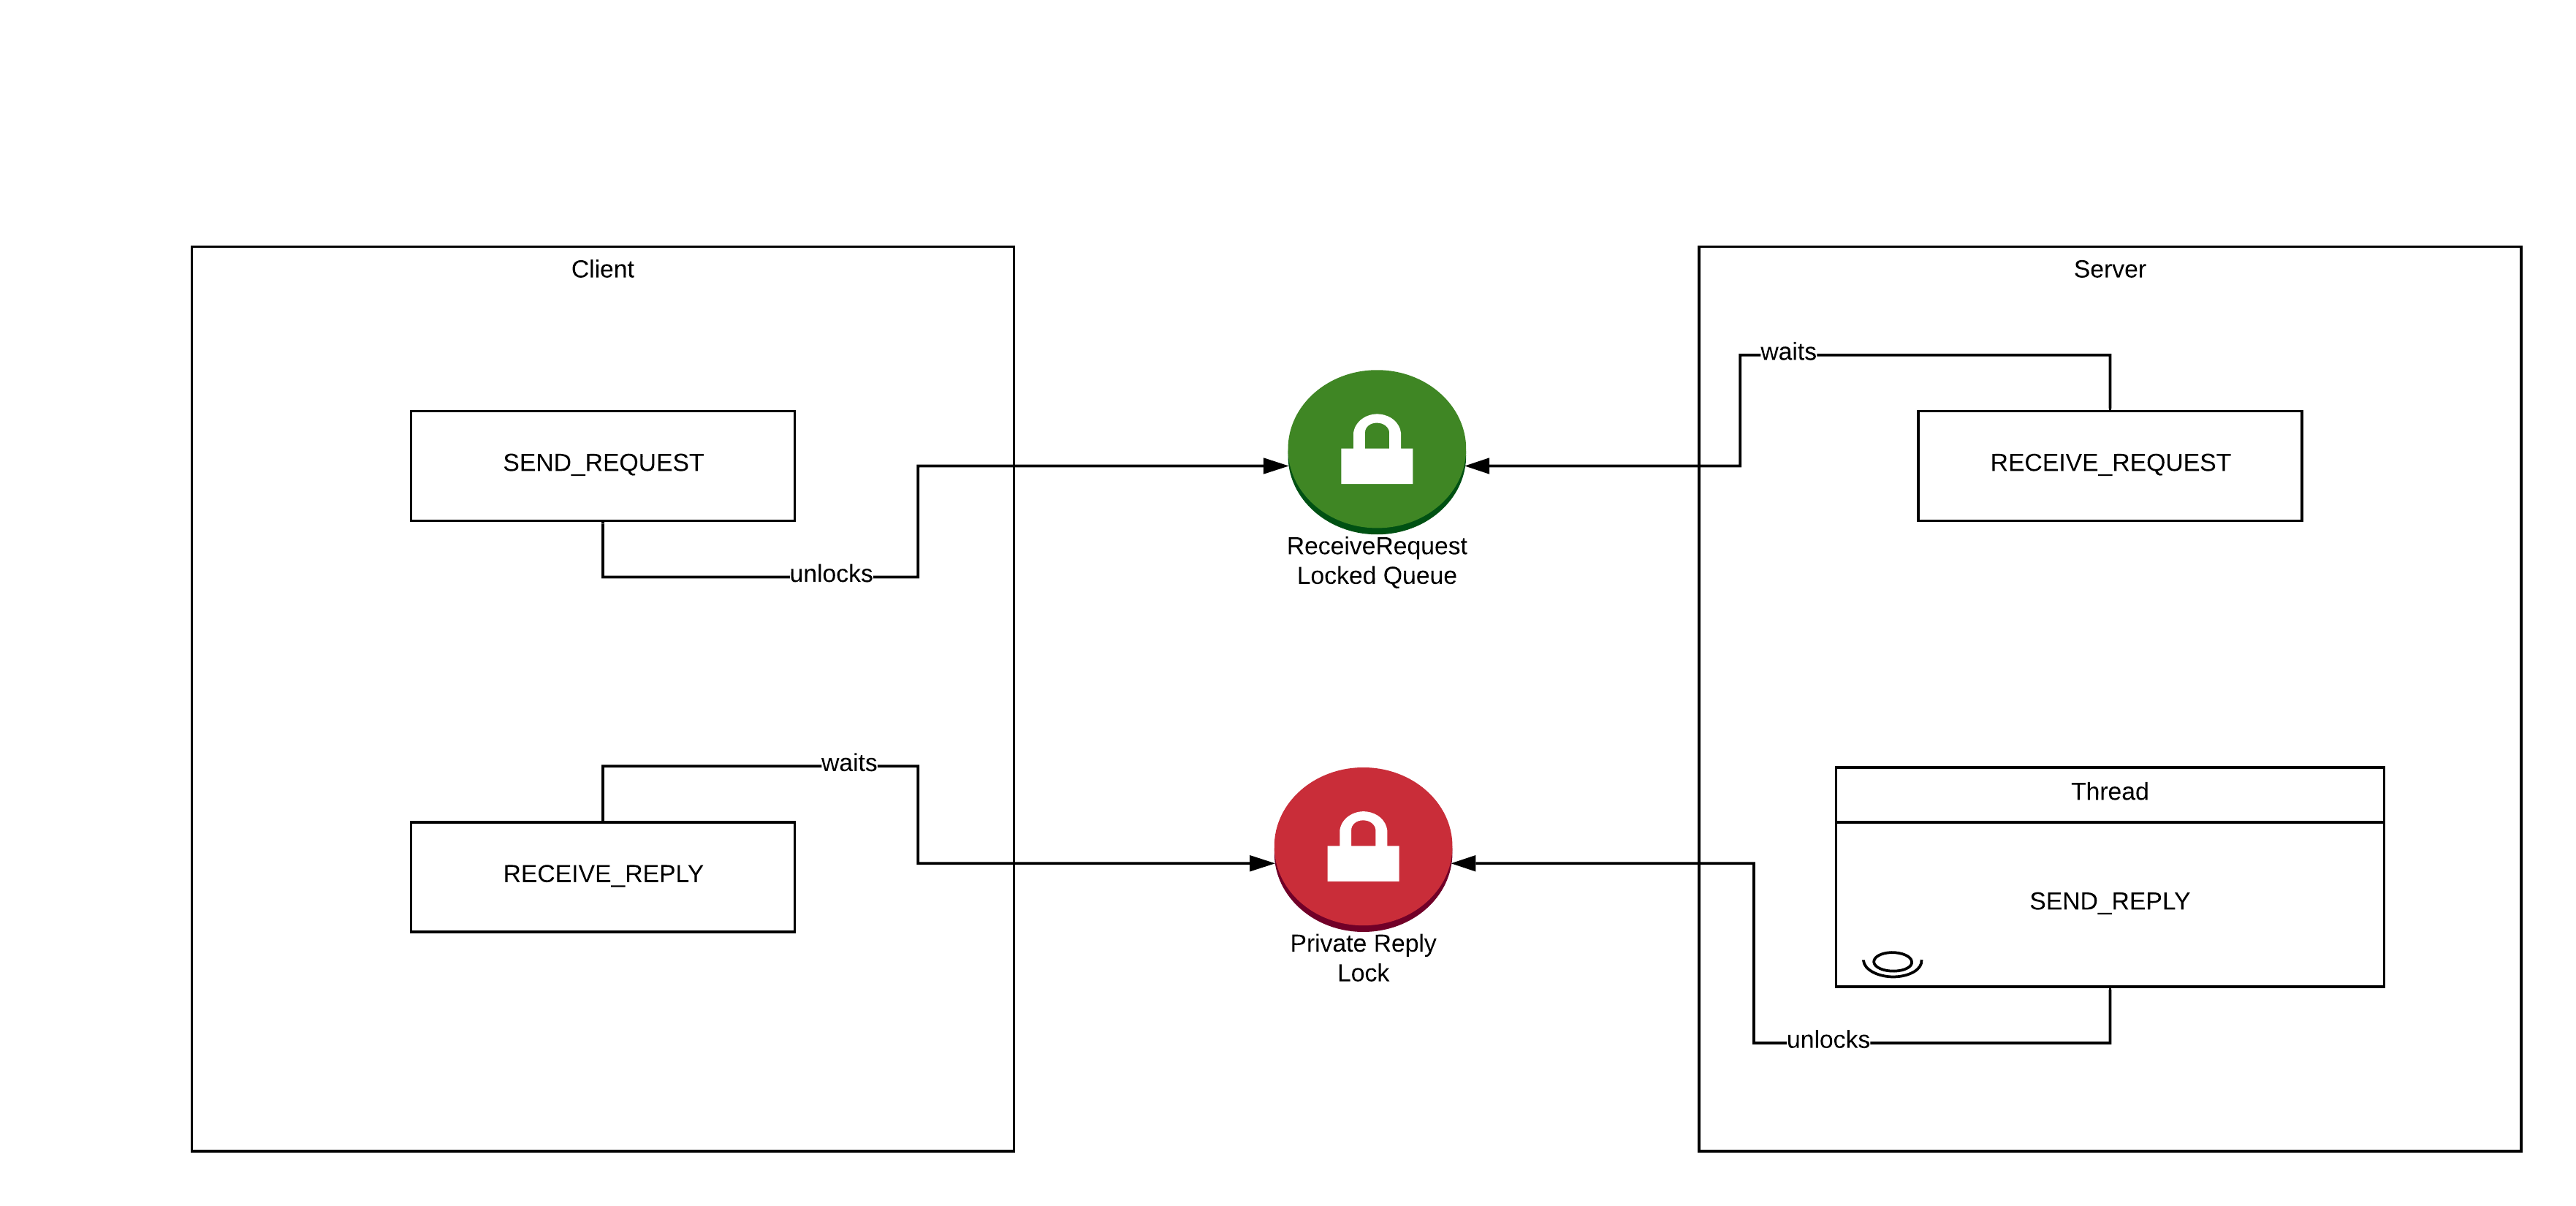 Client
Server
waits
SEND_REQUEST
RECEIVE_REQUEST
unlocks
ReceiveRequest
Locked Queue
waits
Thread
RECEIVE_REPLY
SEND_REPLY
Private Reply
Lock
unlocks